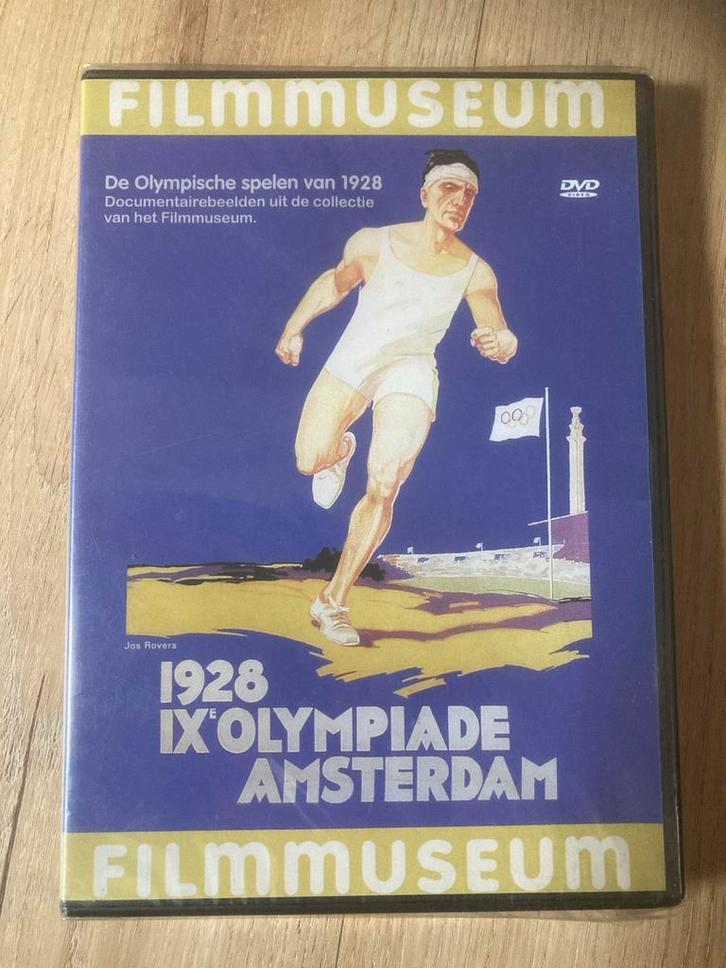 FILMMUSEUM
De Olympische spelen van 1928
Documentairebeelden uit de collectie
van het Filmmuseum.
DVD
VIDEO
Jos Rovers
1928
IXE OLYMPIADE
AMSTERDAM
FILMMUSEUM